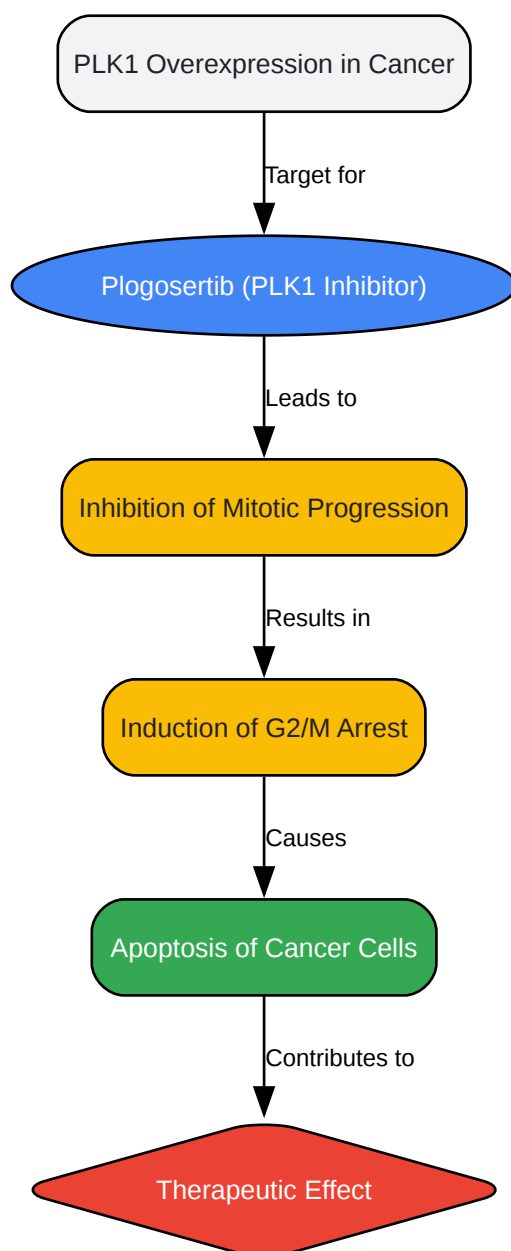 PLK1 Overexpression in Cancer
Target for
Plogosertib (PLK1 Inhibitor)
Leads to
Inhibition of Mitotic Progression
Results in
Induction of G2/M Arrest
Causes
Apoptosis of Cancer Cells
Contributes to
Therapeutic Effect